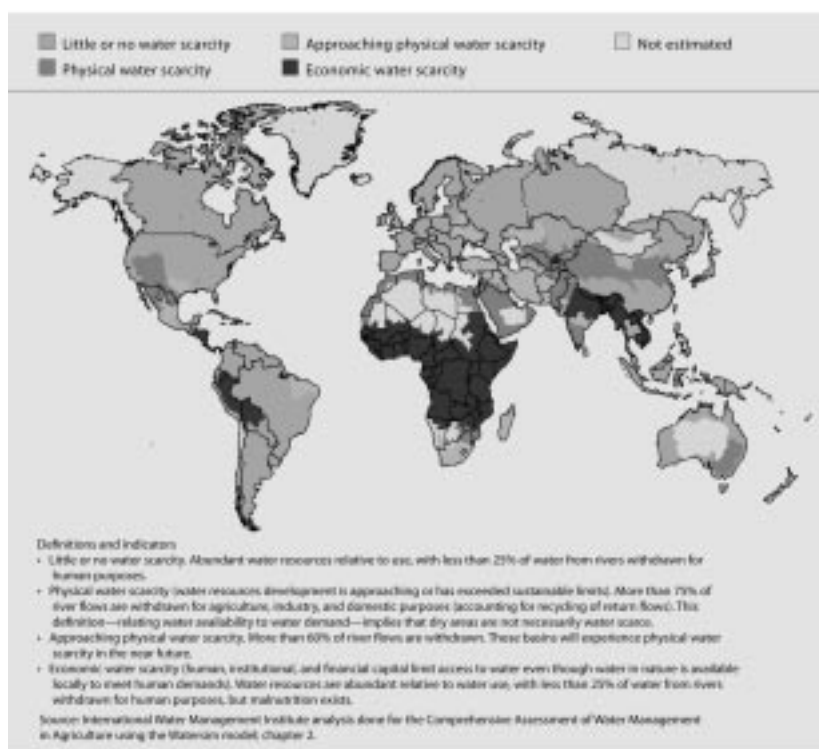 Little or no water scarcity
Approaching physical water scarcity
Not estimated
Physical water scarcity
Economic water scarcity
Definitions and indicators
• Little or no water scarcity. Abundant water resources relative to use, with less than 25% of water from rivers withdrawn for
human purposes.
• Physical water scarcity (water resources development is approaching or has exceeded sustainable limits). More than 75% of
river flows are withdrawn for agriculture, industry, and domestic purposes (accounting for recycling of return flows). This
definition—relating water availability to water demand—implies that dry areas are not necessarily water scarce.
• Approaching physical water scarcity. More than 60% of river flows are withdrawn. These basins will experience physical water
scarcity in the near future.
• Economic water scarcity (human, institutional, and financial capital limit access to water even though water in nature is available
locally to meet human demands). Water resources are abundant relative to water use, with less than 25% of water from rivers
withdrawn for human purposes, but malnutrition exists.
Source: International Water Management Institute analysis done for the Comprehensive Assessment of Water Management
in Agriculture using the Watersim model; chapter 2.